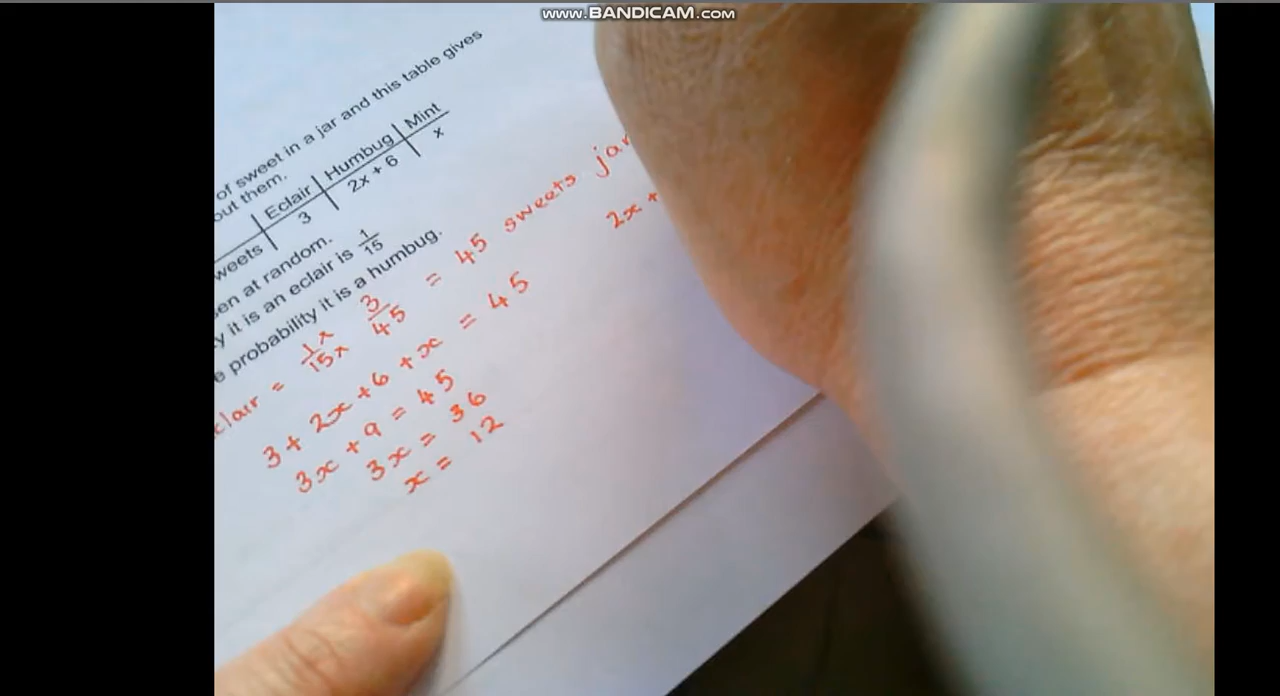 www.BANDICAM.com
of sweet in a jar and this table gives
out them.
Eclair Humbug Mint
weets 3 2x + 6 x
en at random.
y it is an eclair is 1/15
e probability it is a humbug.
clair = 1/15 x x 3/45 = 45 sweets jar
3 + 2x + 6 + x = 45
3x + 9 = 45
3x = 36
x = 12
2x +